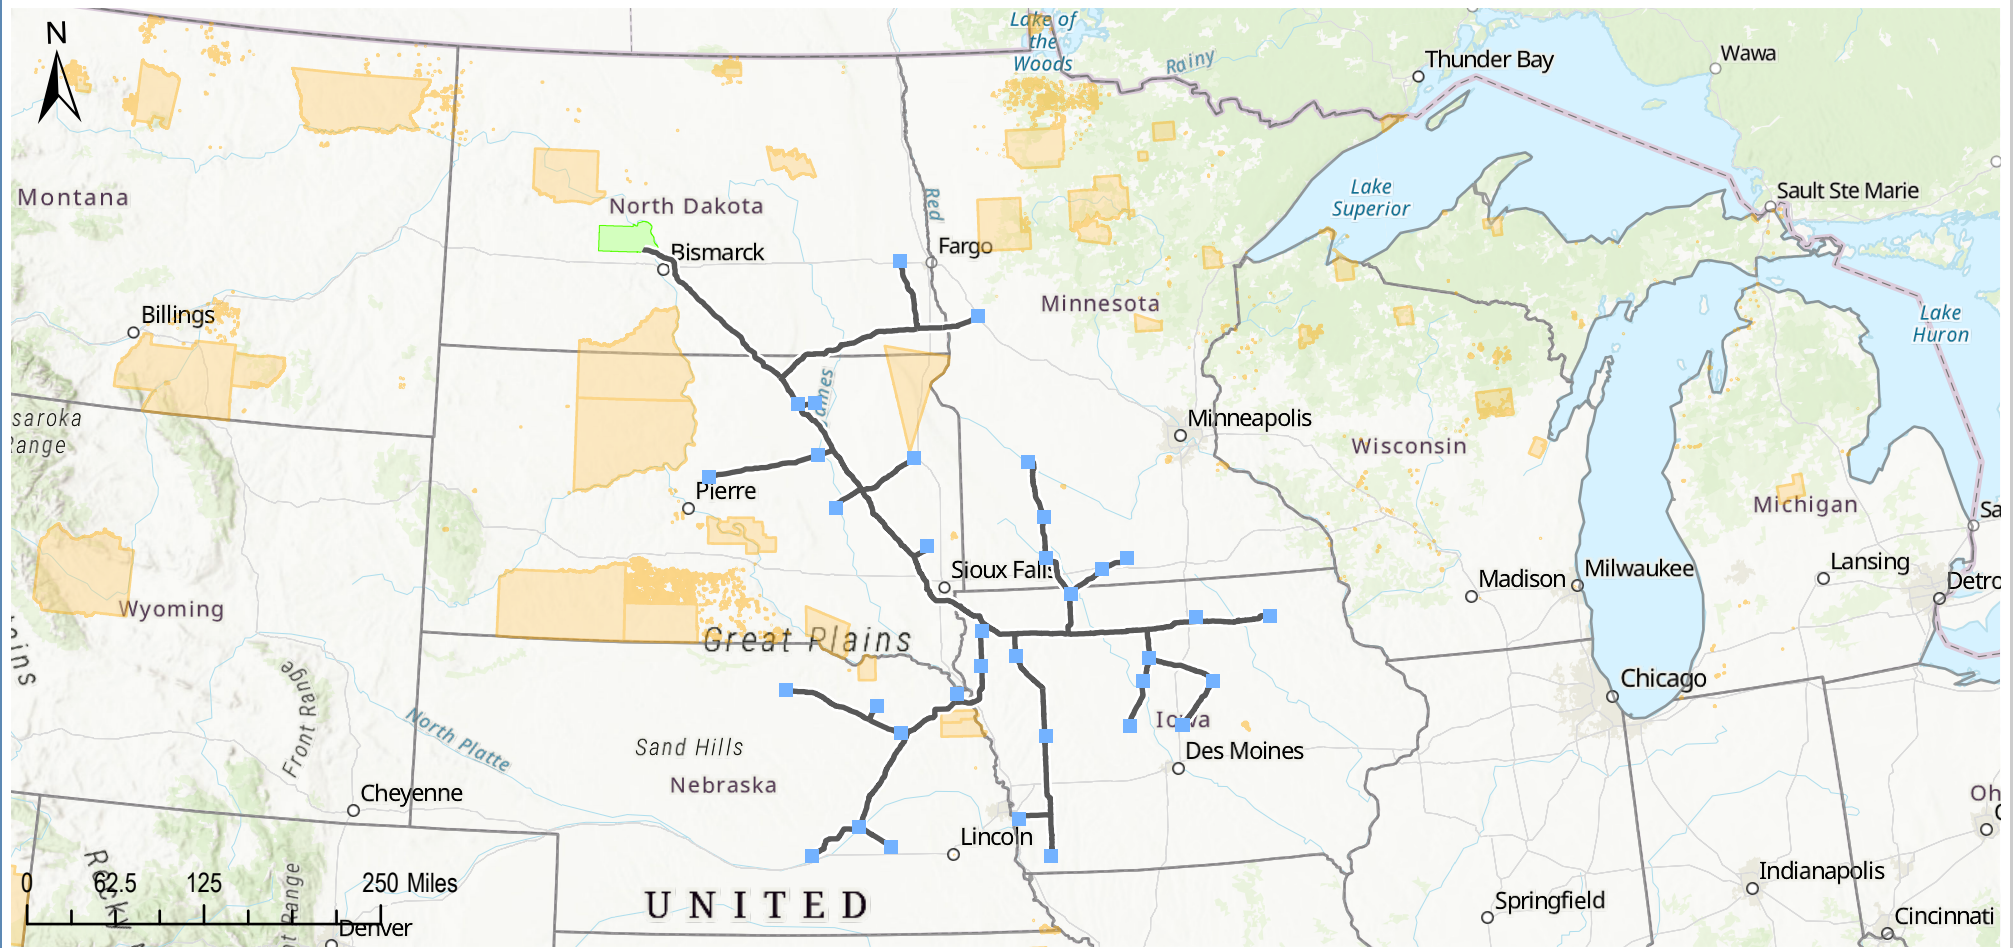 N
Lake of
the
Woods
Rainy
Thunder Bay
Wawa
Montana
North Dakota
Red
Lake
Superior
Sault Ste Marie
Bismarck
Fargo
Billings
Minnesota
Lake
Huron
James
Minneapolis
Wisconsin
Pierre
Michigan
Sioux Falls
Madison
Milwaukee
Lansing
Wyoming
Great Plains
Chicago
Front Range
North Platte
Iowa
Sand Hills
Des Moines
Nebraska
Cheyenne
Lincoln
Oh
0 62.5 125 250 Miles
Rocky
Range
Indianapolis
UNITED
Springfield
Cincinnati
Denver